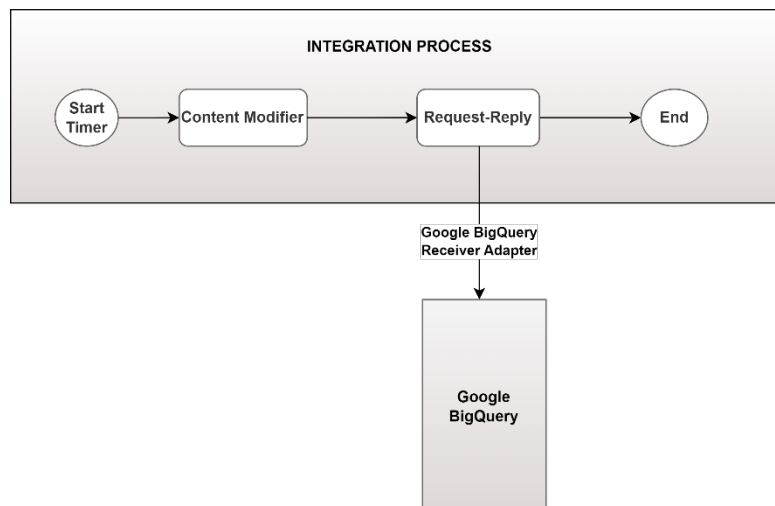 INTEGRATION PROCESS
Start
Timer
Content Modifier
Request-Reply
End
Google BigQuery
Receiver Adapter
Google
BigQuery